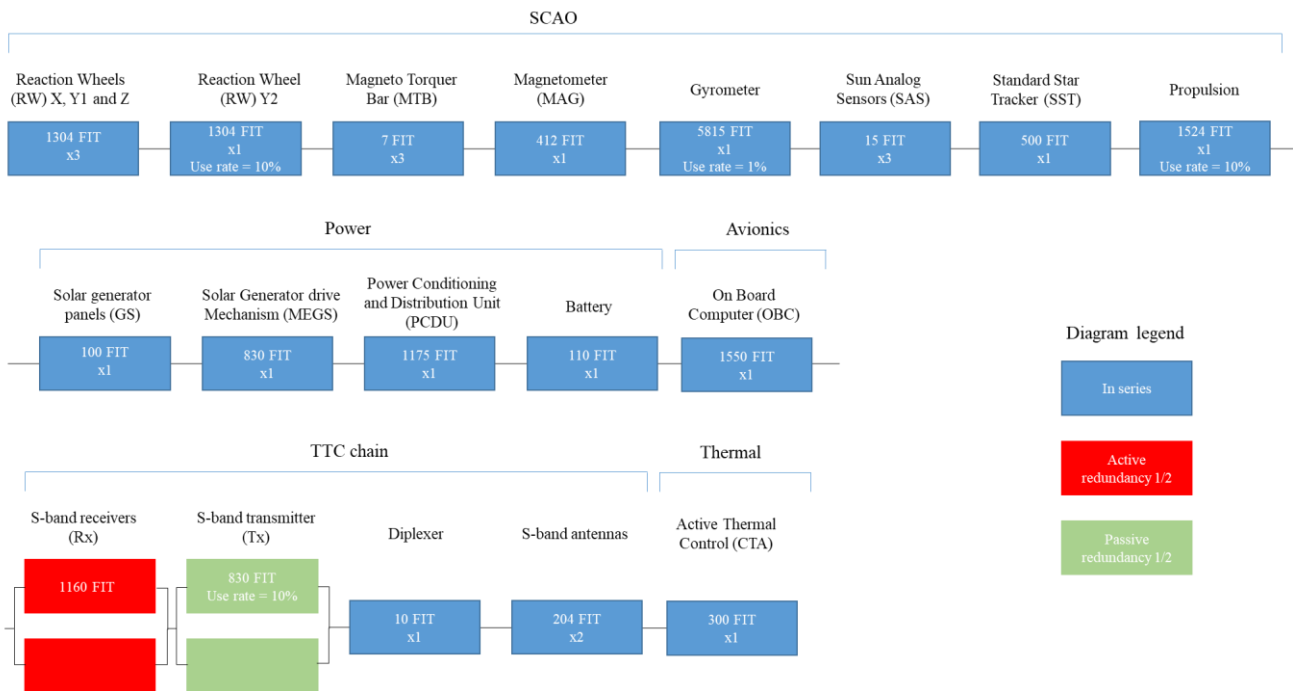 SCAO
Reaction Wheels
(RW) X, Y1 and Z
1304 FIT
x3
Reaction Wheel
(RW) Y2
1304 FIT
x1
Use rate = 10%
Magneto Torquer
Bar (MTB)
7 FIT
x3
Magnetometer
(MAG)
412 FIT
x1
Gyrometer
5815 FIT
x1
Use rate = 1%
Sun Analog
Sensors (SAS)
15 FIT
x3
Standard Star
Tracker (SST)
500 FIT
x1
Propulsion
1524 FIT
x1
Use rate = 10%
Power
Solar generator
panels (GS)
100 FIT
x1
Solar Generator drive
Mechanism (MEGS)
830 FIT
x1
Power Conditioning
and Distribution Unit
(PCDU)
1175 FIT
x1
Battery
110 FIT
x1
Avionics
On Board
Computer (OBC)
1550 FIT
x1
Diagram legend
In series
Active
redundancy 1/2
Passive
redundancy 1/2
TTC chain
S-band receivers
(Rx)
1160 FIT
S-band transmitter
(Tx)
830 FIT
Use rate = 10%
Diplexer
10 FIT
x1
S-band antennas
204 FIT
x2
Thermal
Active Thermal
Control (CTA)
300 FIT
x1